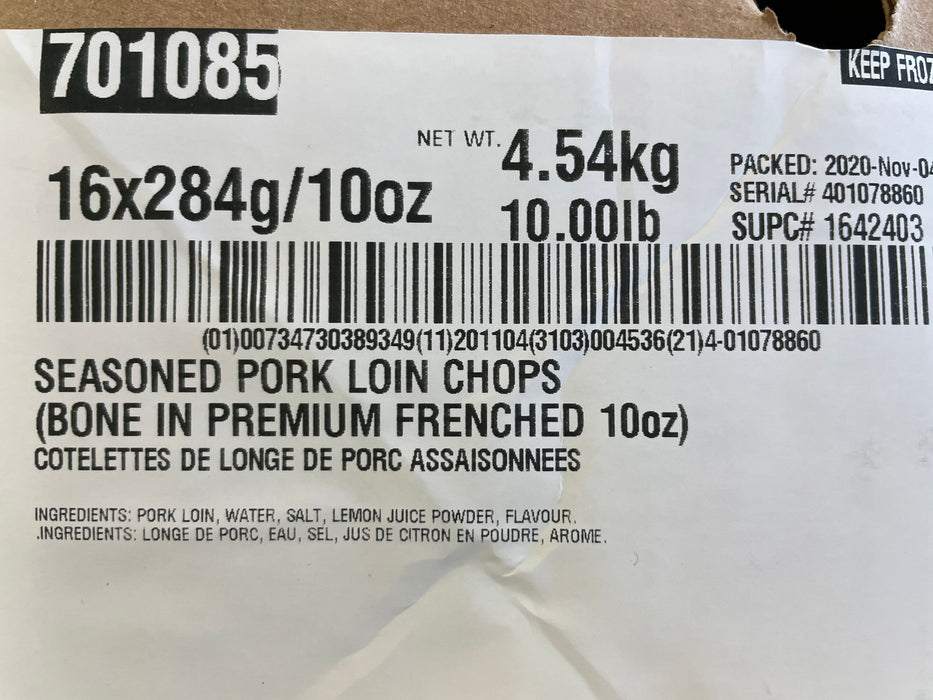 701085
KEEP FROZ
NET WT. 4.54kg
10.00lb
16x284g/10oz
PACKED: 2020-Nov-04
SERIAL# 401078860
SUPC# 1642403
(01)00734730389349(11)201104(3103)004536(21)4-01078860
SEASONED PORK LOIN CHOPS
(BONE IN PREMIUM FRENCHED 10oz)
COTELETTES DE LONGE DE PORC ASSAISONNEES
INGREDIENTS: PORK LOIN, WATER, SALT, LEMON JUICE POWDER, FLAVOUR.
.INGREDIENTS: LONGE DE PORC, EAU, SEL, JUS DE CITRON EN POUDRE, AROME.